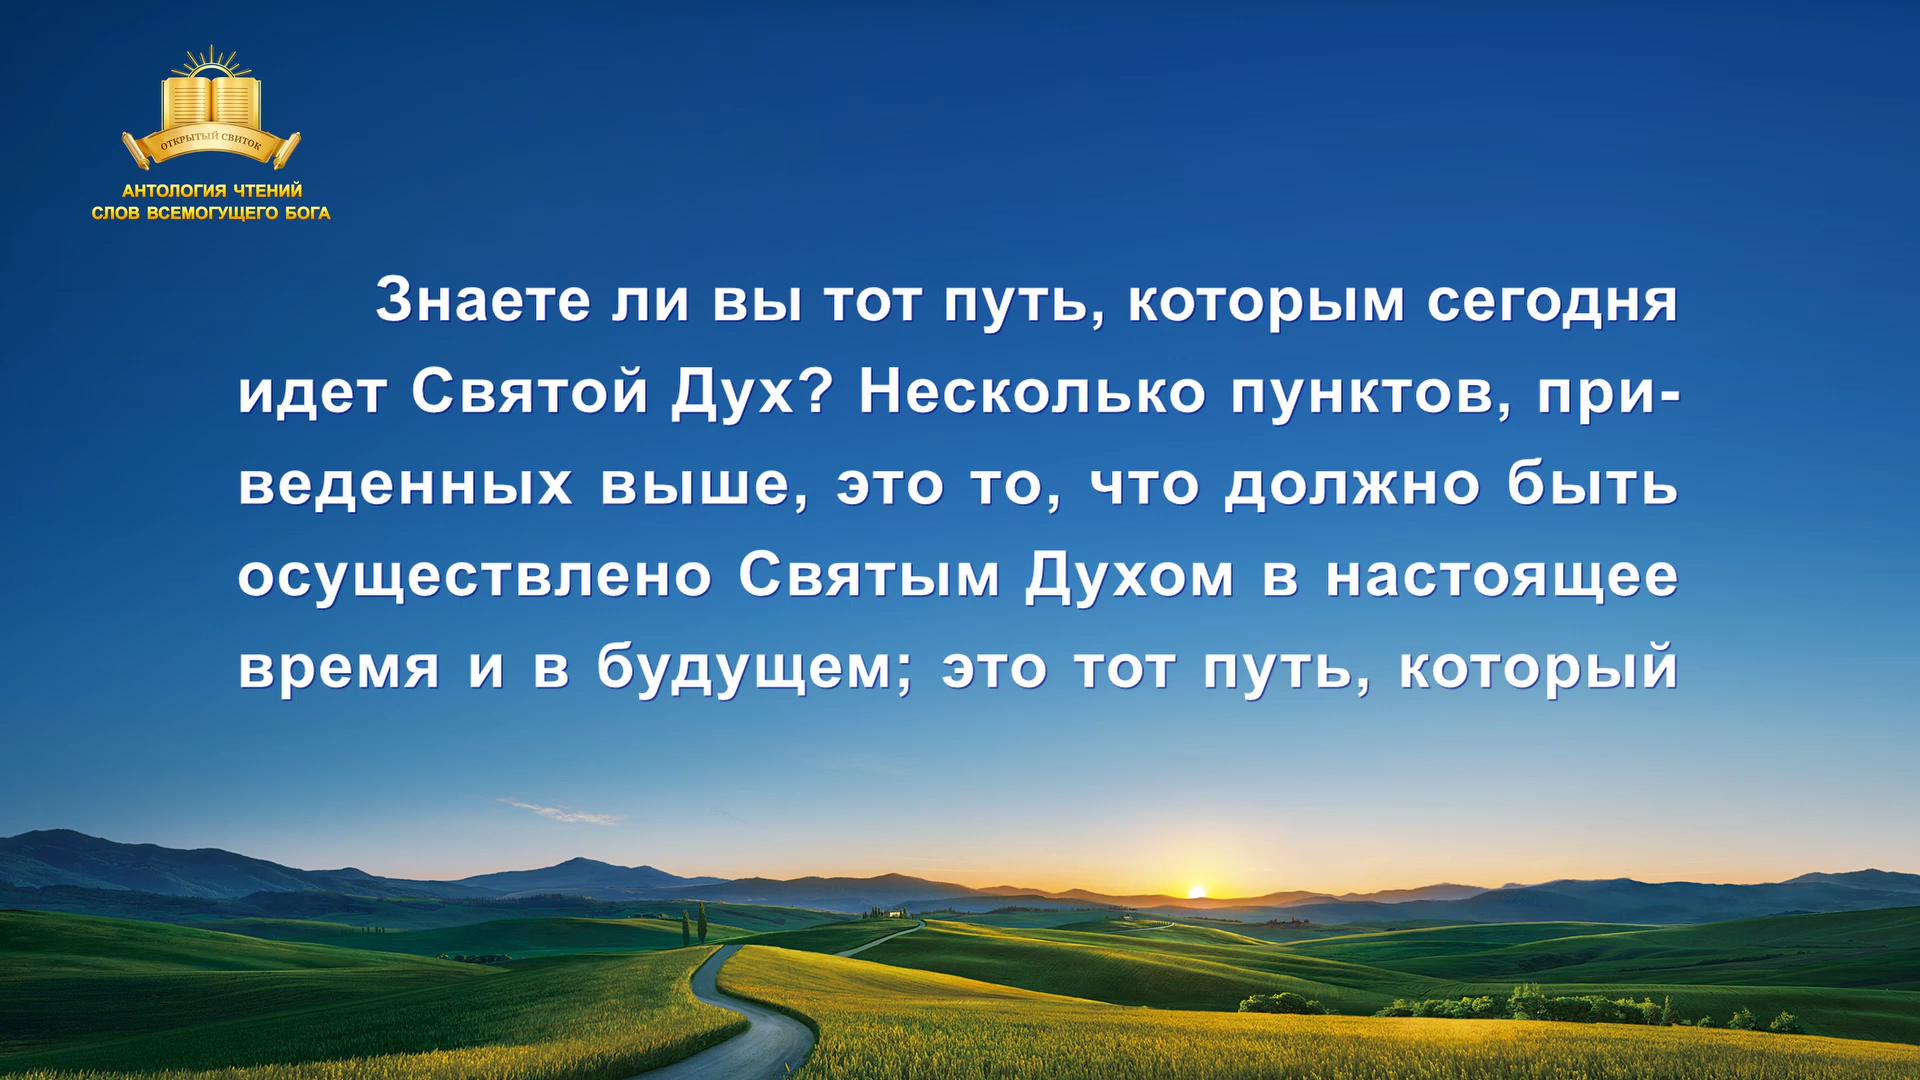 ОТКРЫТЫЙ СВИТОК
АНТОЛОГИЯ ЧТЕНИЙ
СЛОВ ВСЕМОГУЩЕГО БОГА
Знаете ли вы тот путь, которым сегодня
идет Святой Дух? Несколько пунктов, при-
веденных выше, это то, что должно быть
осуществлено Святым Духом в настоящее
время и в будущем; это тот путь, который